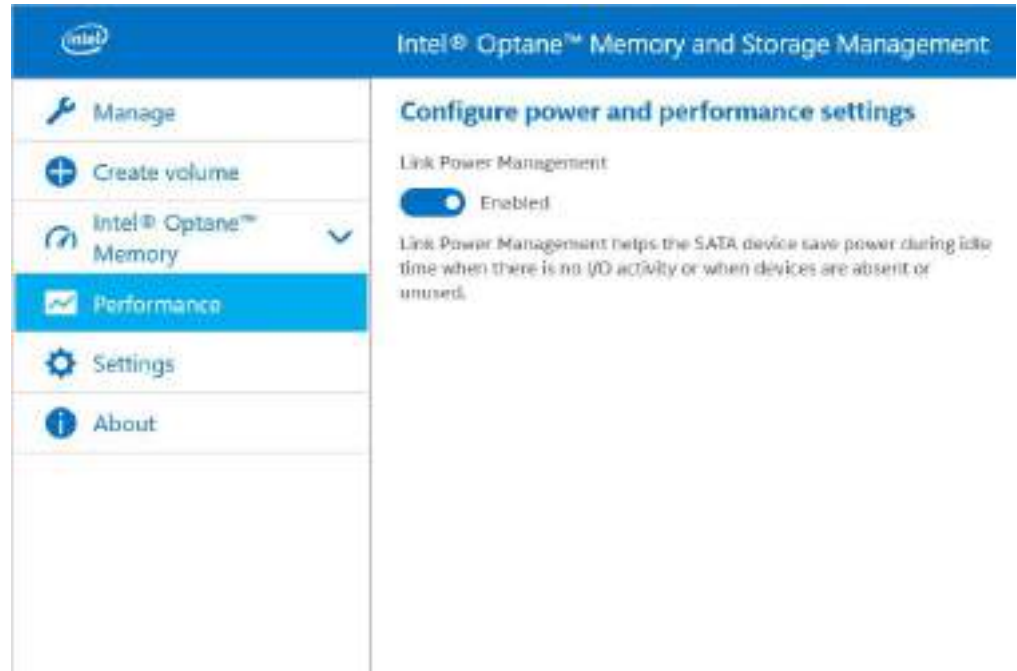 intel
Intel® Optane™ Memory and Storage Management
Manage
Create volume
Intel® Optane™
Memory
Performance
Settings
About
Configure power and performance settings
Link Power Management
Enabled
Link Power Management helps the SATA device save power during idle
time when there is no I/O activity or when devices are absent or
unused.